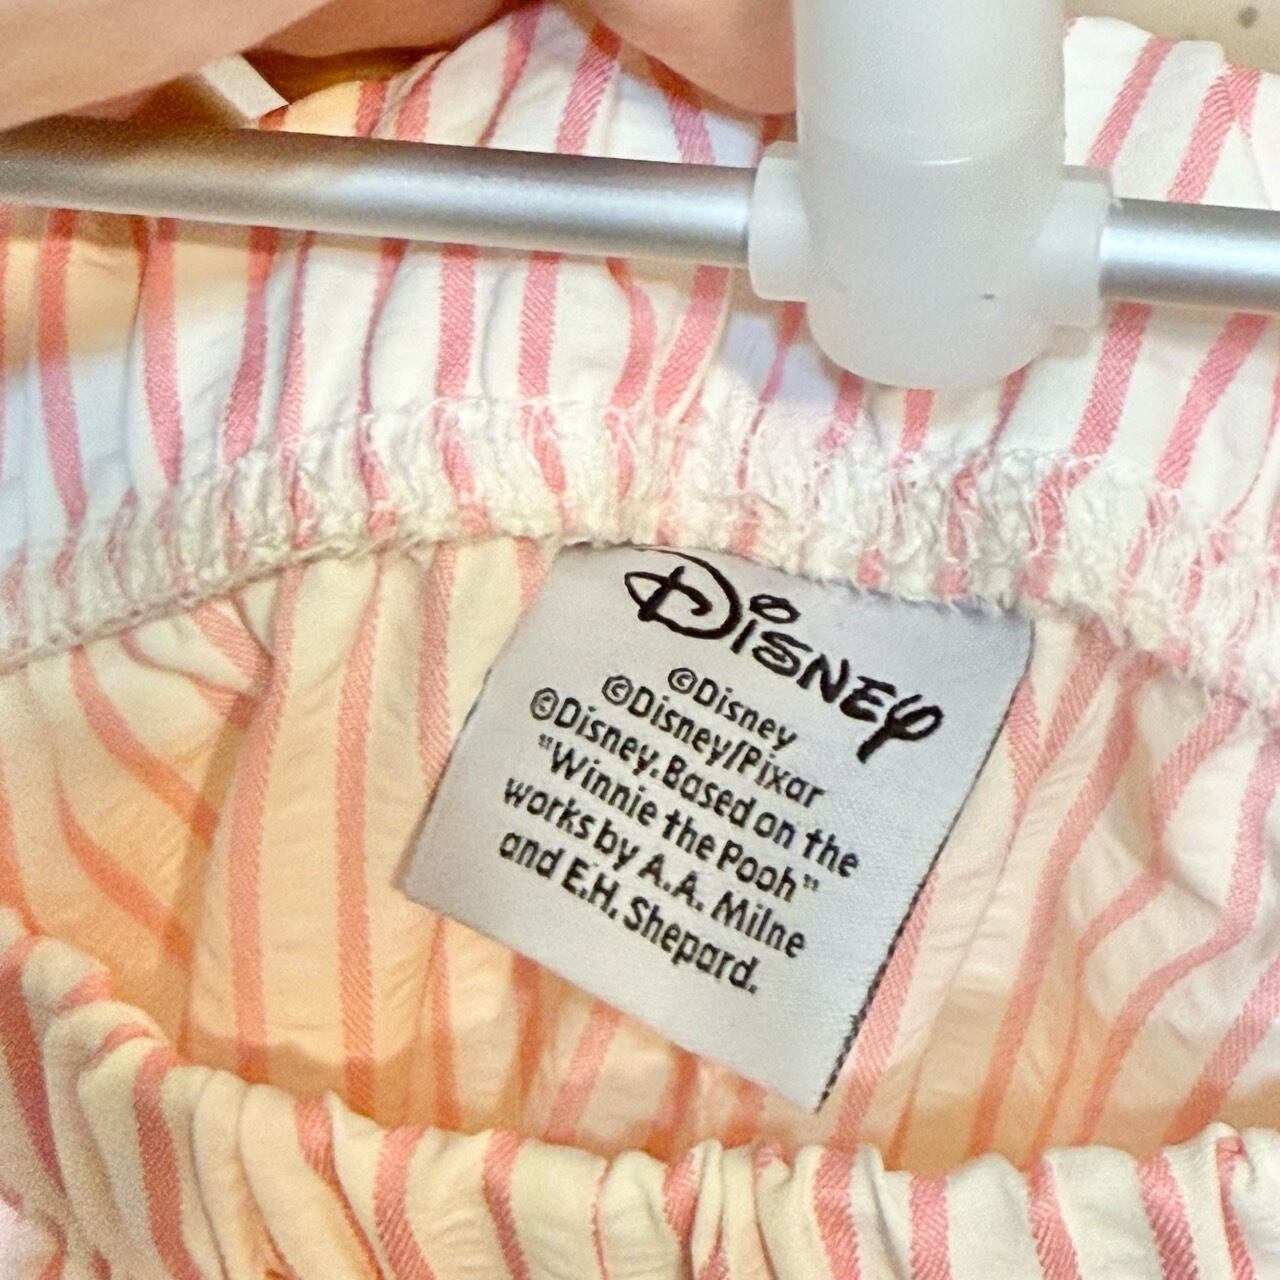 Disney
©Disney
©Disney/Pixar
©Disney.Based on the
"Winnie the Pooh"
works by A.A. Milne
and E.H. Shepard.